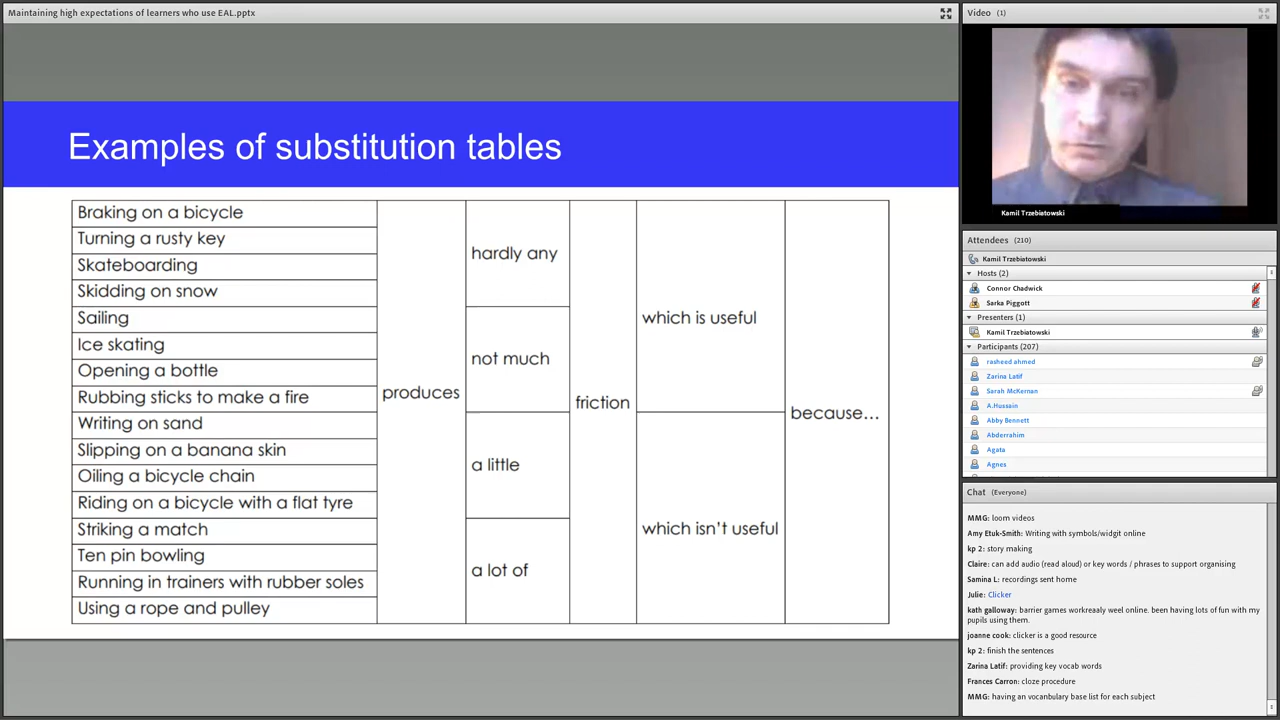 Maintaining high expectations of learners who use EAL.pptx
Examples of substitution tables
Braking on a bicycle
Turning a rusty key
Skateboarding
Skidding on snow
Sailing
Ice skating
Opening a bottle
Rubbing sticks to make a fire
Writing on sand
Slipping on a banana skin
Oiling a bicycle chain
Riding on a bicycle with a flat tyre
Striking a match
Ten pin bowling
Running in trainers with rubber soles
Using a rope and pulley
produces
hardly any
not much
a little
a lot of
friction
which is useful
which isn't useful
because...
Video (1)
Kamil Trzebiatowski
Attendees (210)
Kamil Trzebiatowski
Hosts (2)
Connor Chadwick
Sarka Piggott
Presenters (1)
Kamil Trzebiatowski
Participants (207)
rasheed ahmed
Zarina Latif
Sarah McKernan
A.Hussain
Abby Bennett
Abderrahim
Agata
Agnes
Chat (Everyone)
MMG: loom videos
Amy Etuk-Smith: Writing with symbols/widgit online
kp 2: story making
Claire: can add audio (read aloud) or key words / phrases to support organising
Samina L: recordings sent home
Julie: Clicker
kath galloway: barrier games workreaaly weel online. been having lots of fun with my
pupils using them.
joanne cook: clicker is a good resource
kp 2: finish the sentences
Zarina Latif: providing key vocab words
Frances Carron: cloze procedure
MMG: having an vocanbulary base list for each subject